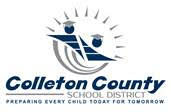 Colleton County
SCHOOL DISTRICT
PREPARING EVERY CHILD TODAY FOR TOMORROW